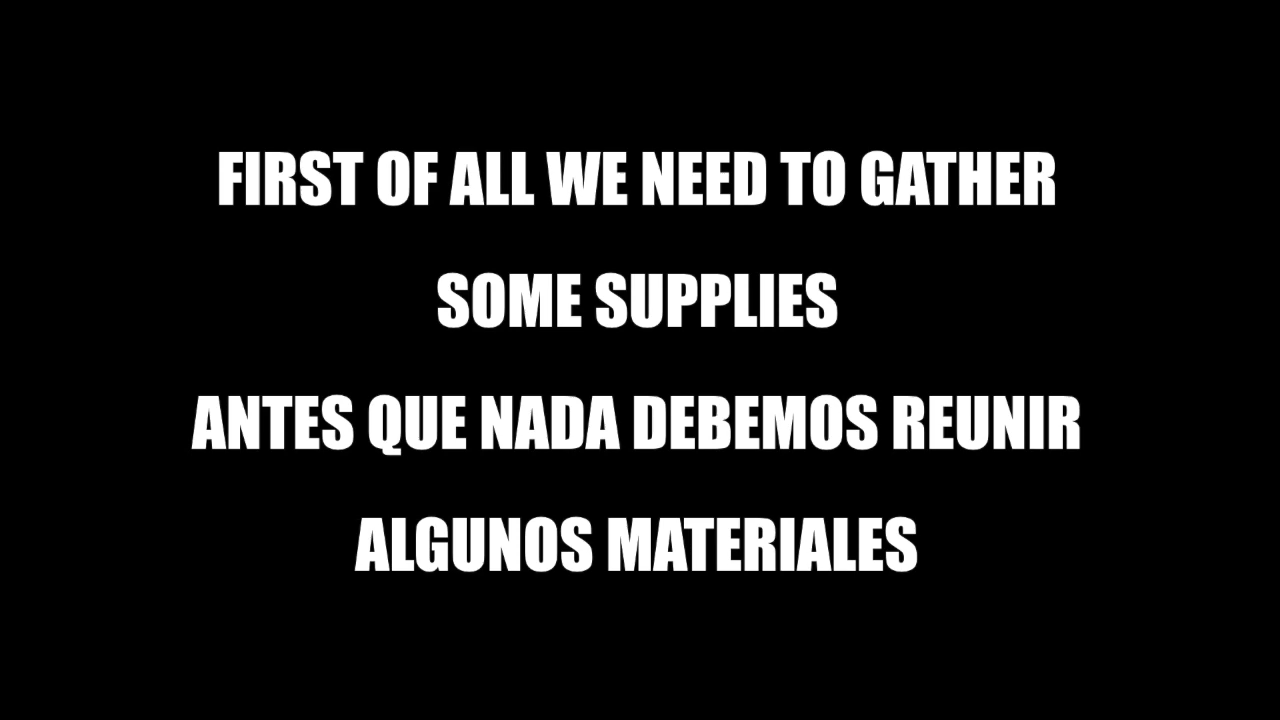 FIRST OF ALL WE NEED TO GATHER
SOME SUPPLIES
ANTES QUE NADA DEBEMOS REUNIR
ALGUNOS MATERIALES